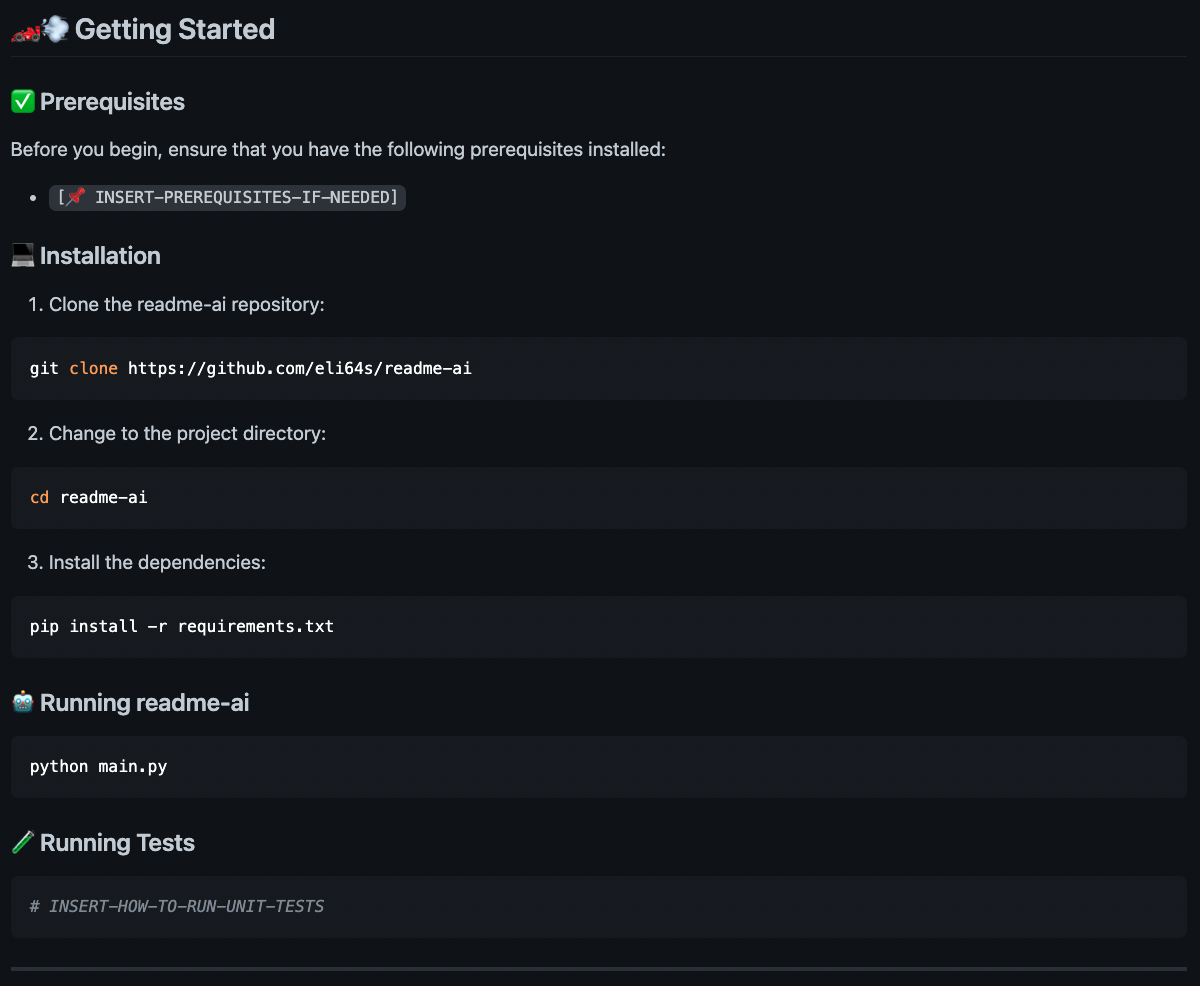 🏎💨 Getting Started
✅ Prerequisites
Before you begin, ensure that you have the following prerequisites installed:
• [📌 INSERT-PREREQUISITES-IF-NEEDED]
💻 Installation
1. Clone the readme-ai repository:
git clone https://github.com/eli64s/readme-ai
2. Change to the project directory:
cd readme-ai
3. Install the dependencies:
pip install -r requirements.txt
🤖 Running readme-ai
python main.py
🧪 Running Tests
# INSERT-HOW-TO-RUN-UNIT-TESTS